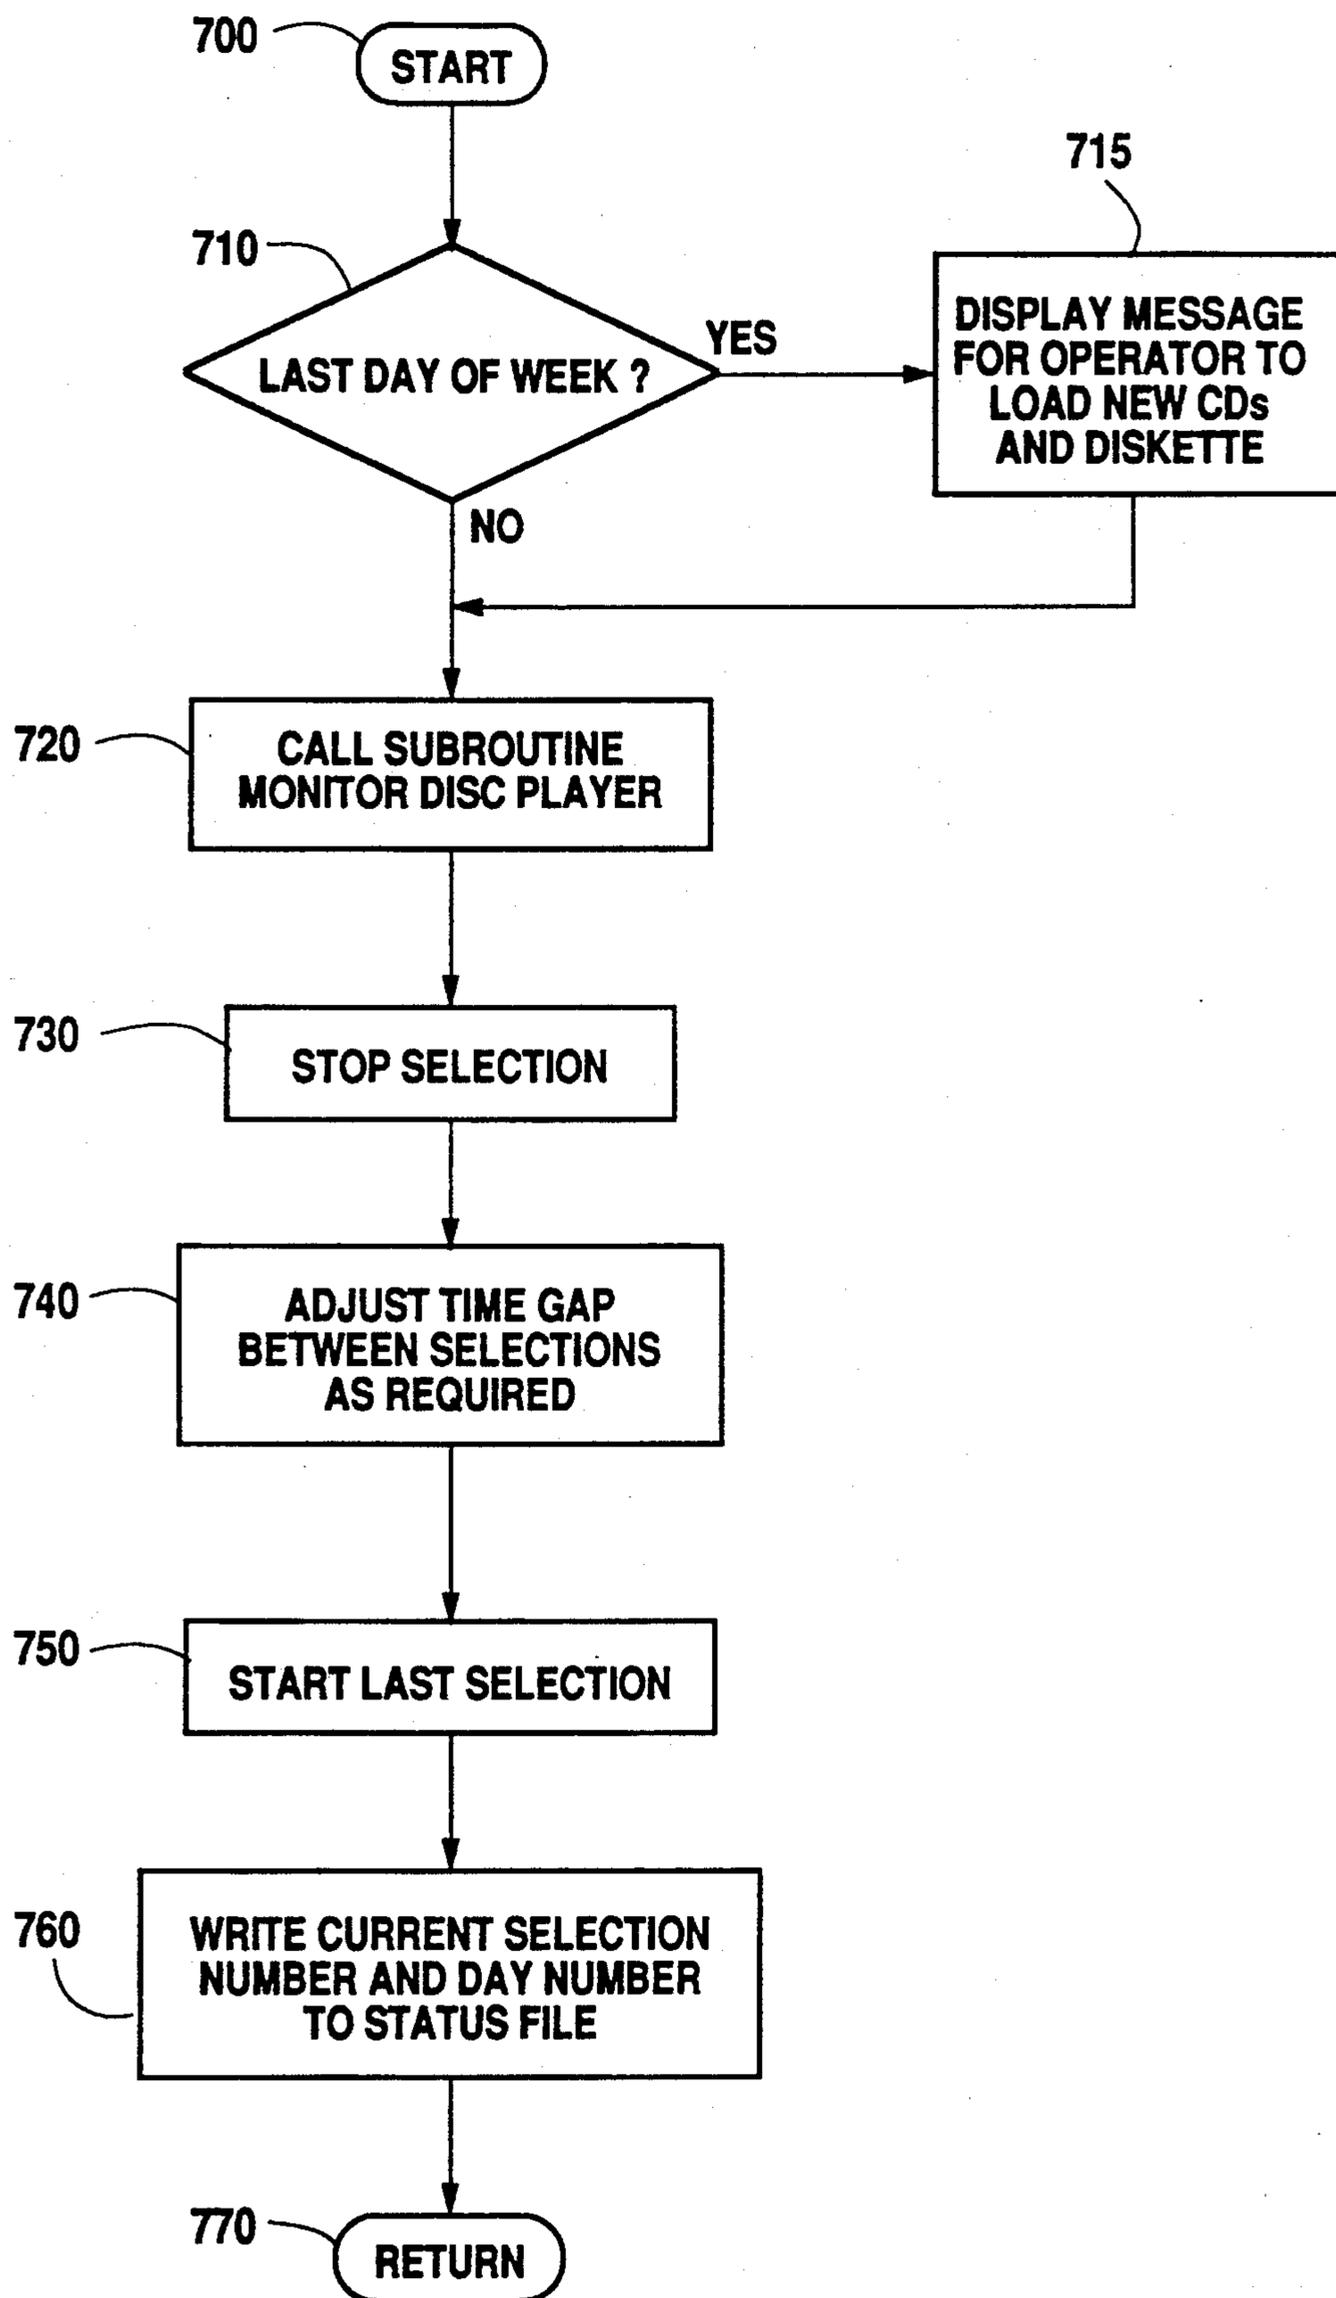 700
START
715
710
YES
LAST DAY OF WEEK ?
DISPLAY MESSAGE
FOR OPERATOR TO
LOAD NEW CDs
AND DISKETTE
NO
720
CALL SUBROUTINE
MONITOR DISC PLAYER
730
STOP SELECTION
740
ADJUST TIME GAP
BETWEEN SELECTIONS
AS REQUIRED
750
START LAST SELECTION
760
WRITE CURRENT SELECTION
NUMBER AND DAY NUMBER
TO STATUS FILE
770
RETURN